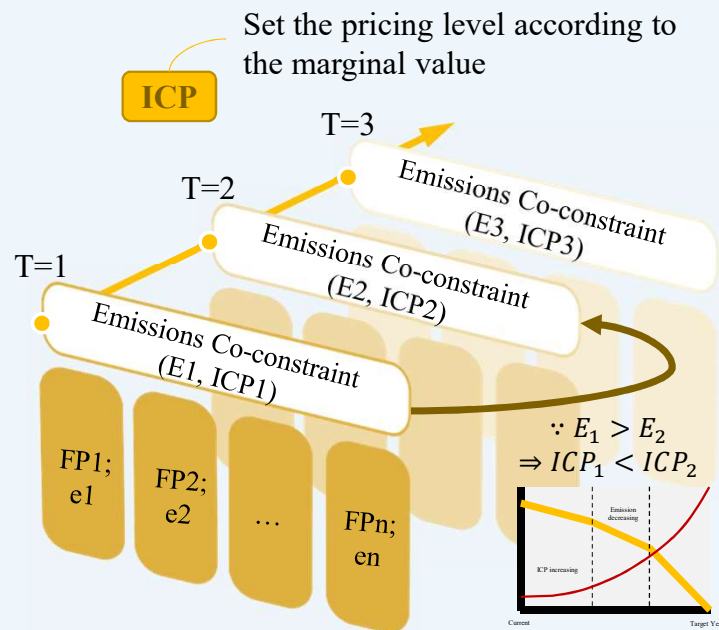 Set the pricing level according to
the marginal value
ICP
T=3
Emissions Co-constraint
(E3, ICP3)
T=2
Emissions Co-constraint
(E2, ICP2)
T=1
Emissions Co-constraint
(E1, ICP1)
FP1;
e1
FP2;
e2
...
FPn;
en
∵ E₁ > E₂
⇒ ICP₁ < ICP₂
Emission
decreasing
ICP increasing
Current
Target Ye